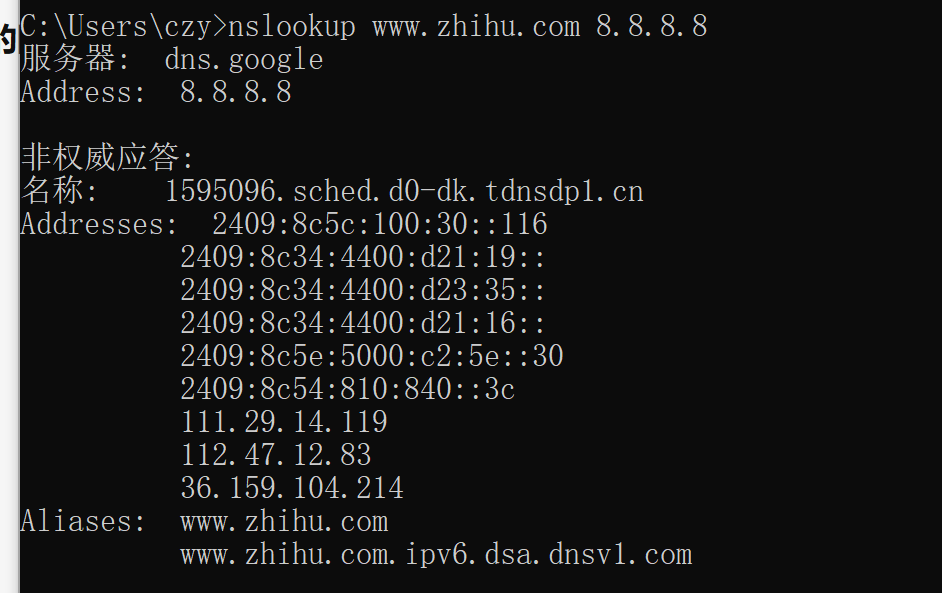 的
C:\Users\czy>nslookup www.zhihu.com 8.8.8.8
服务器:  dns.google
Address:  8.8.8.8
非权威应答:
名称:    1595096.sched.d0-dk.tdnsdp1.cn
Addresses:  2409:8c5c:100:30::116
2409:8c34:4400:d21:19::
2409:8c34:4400:d23:35::
2409:8c34:4400:d21:16::
2409:8c5e:5000:c2:5e::30
2409:8c54:810:840::3c
111.29.14.119
112.47.12.83
36.159.104.214
Aliases:  www.zhihu.com
www.zhihu.com.ipv6.dsa.dnsv1.com